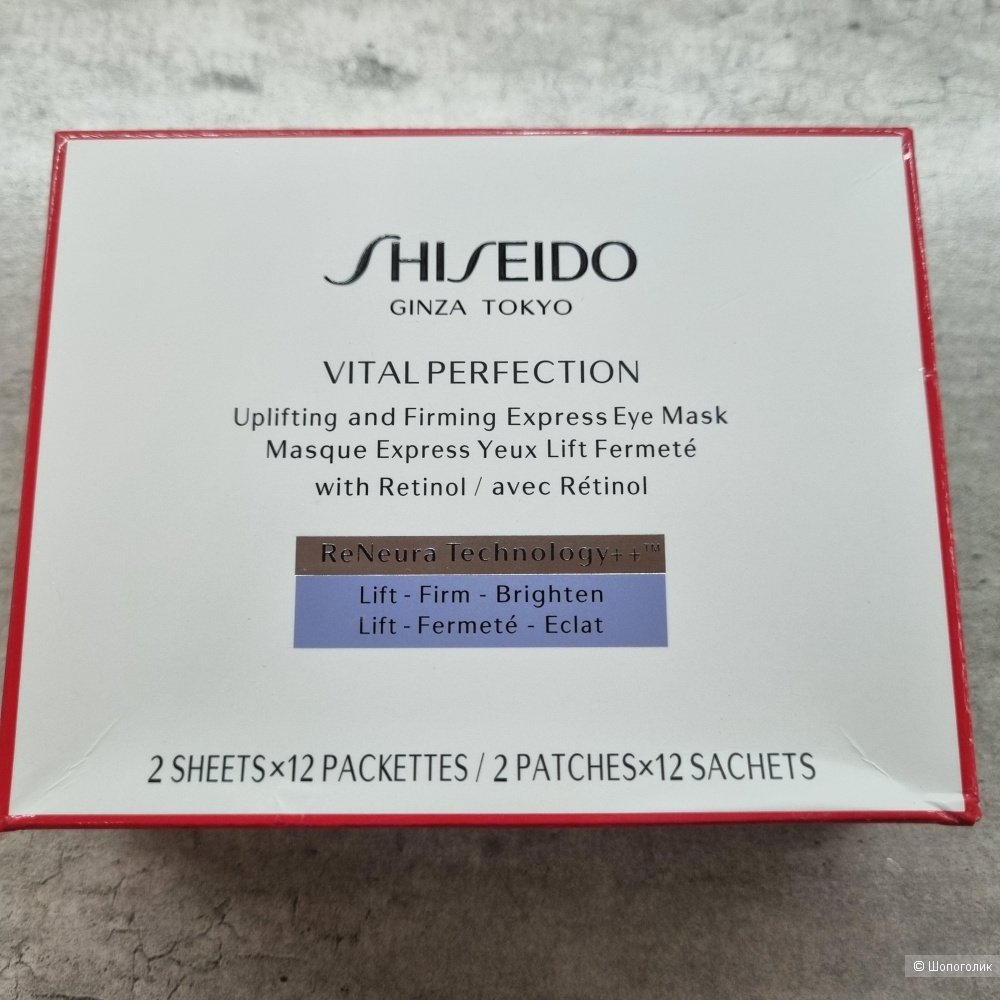 SHISEIDO
GINZA TOKYO
VITAL PERFECTION
Uplifting and Firming Express Eye Mask
Masque Express Yeux Lift Fermeté
with Retinol / avec Rétinol
ReNeura Technology++™
Lift - Firm - Brighten
Lift - Fermeté - Eclat
2 SHEETS×12 PACKETTES / 2 PATCHES×12 SACHETS
© Шопоголик